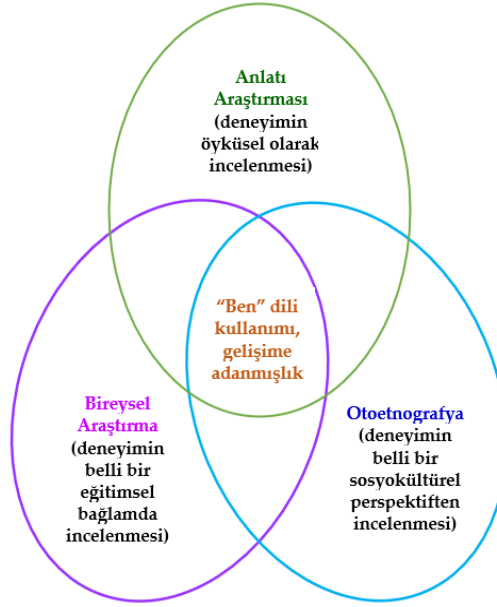 Anlatı
Araştırması
(deneyimin
öyküsel olarak
incelenmesi)
“Ben” dili
kullanımı,
gelişime
adanmışlık
Bireysel
Araştırma
(deneyimin
belli bir
eğitimsel
bağlamda
incelenmesi)
Otoetnografya
(deneyimin
belli bir
sosyokültürel
perspektiften
incelenmesi)